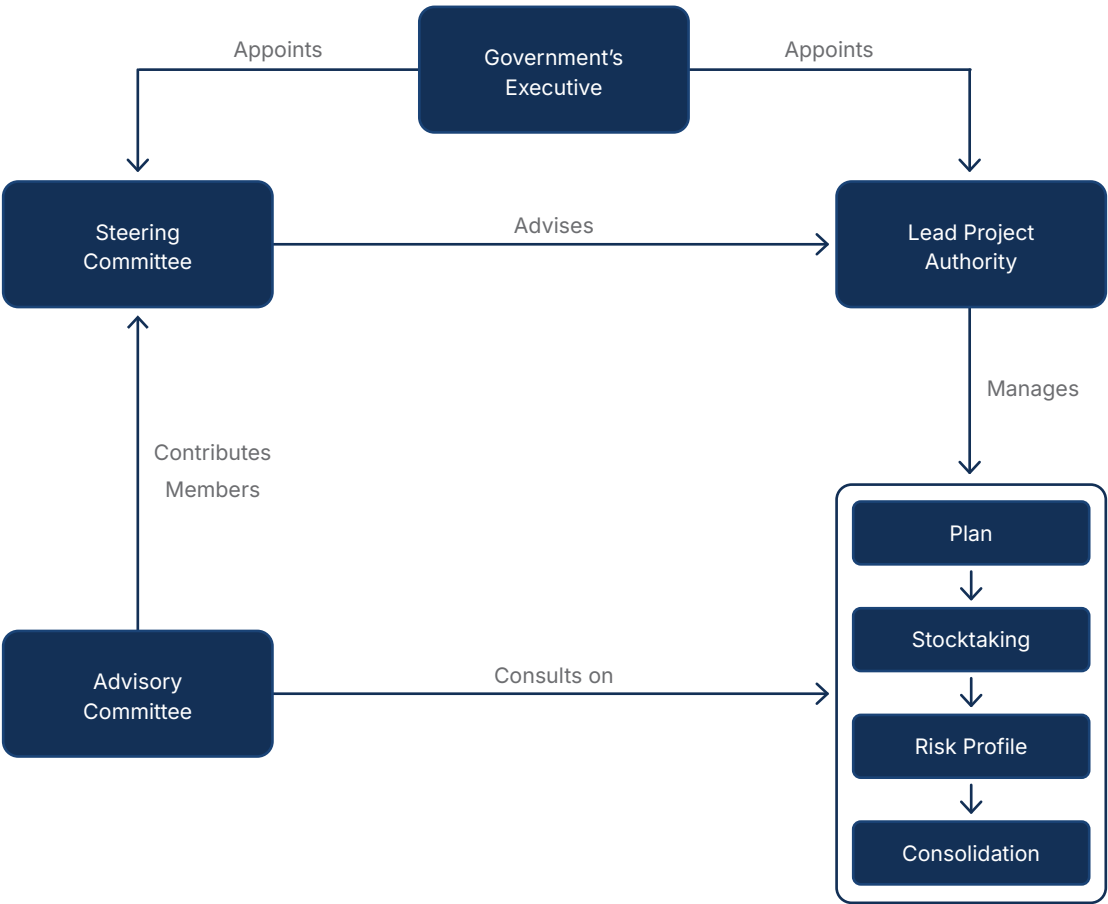 Appoints
Government’s
Executive
Appoints
Steering
Committee
Advises
Lead Project
Authority
Manages
Contributes
Members
Plan
Stocktaking
Advisory
Committee
Consults on
Risk Profile
Consolidation